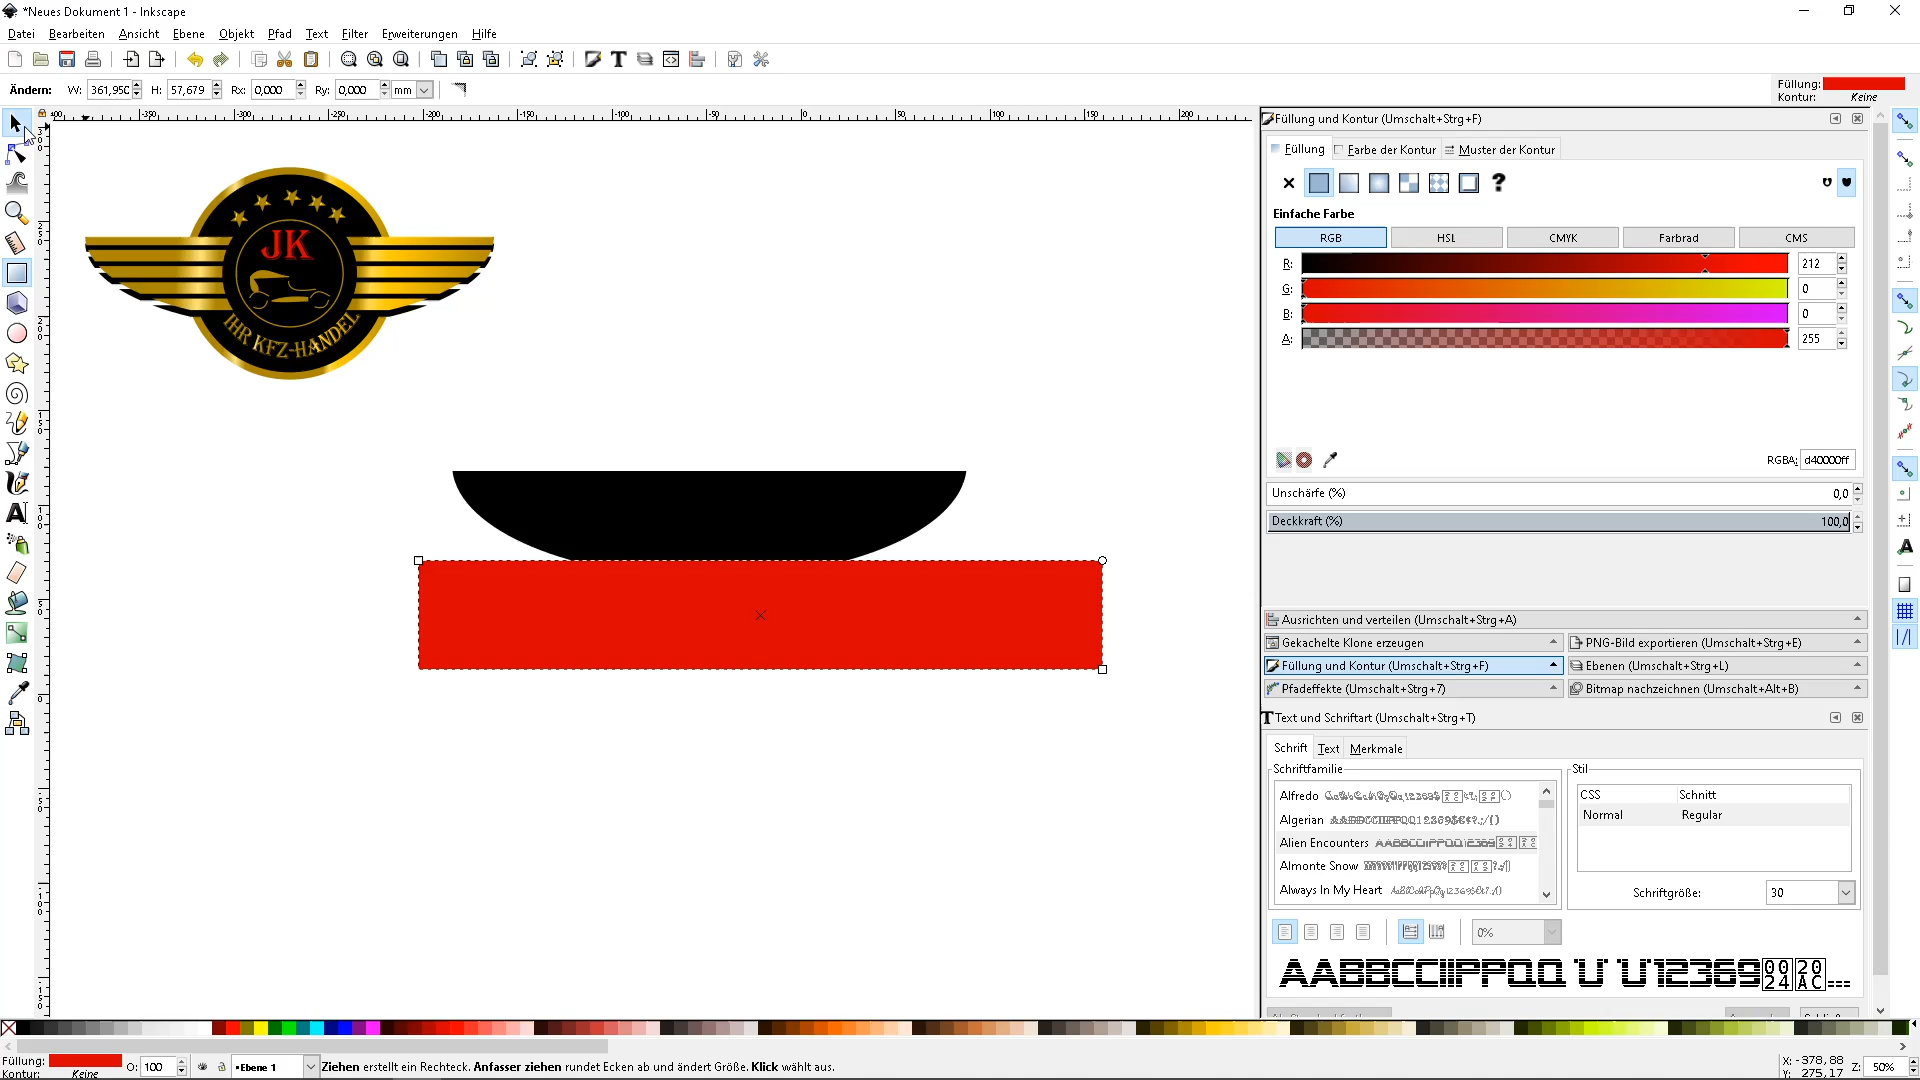 *Neues Dokument 1 - Inkscape
Datei Bearbeiten Ansicht Ebene Objekt Pfad Text Filter Erweiterungen Hilfe
Ändern: W: 361,950 H: 57,679 Rx: 0,000 Ry: 0,000 mm
Füllung:
Kontur: Keine
Füllung und Kontur (Umschalt+Strg+F)
Füllung Farbe der Kontur Muster der Kontur
?
Einfache Farbe
RGB HSL CMYK Farbrad CMS
R: 212
G: 0
B: 0
A: 255
RGBA: d40000ff
Unschärfe (%) 0,0
Deckkraft (%) 100,0
JK
IHR KFZ-HANDEL
Ausrichten und verteilen (Umschalt+Strg+A)
Gekachelte Klone erzeugen PNG-Bild exportieren (Umschalt+Strg+E)
Füllung und Kontur (Umschalt+Strg+F) Ebenen (Umschalt+Strg+L)
Pfadeffekte (Umschalt+Strg+7) Bitmap nachzeichnen (Umschalt+Alt+B)
Text und Schriftart (Umschalt+Strg+T)
Schrift Text Merkmale
Schriftfamilie Stil
CSS Schnitt
Normal Regular
Alfredo
Algerian AABBCCIIPPQQ12369$€¢?.;/()
Alien Encounters AABBCCIIPPQQ12369
Almonte Snow
Always In My Heart
Schriftgröße: 30
0%
AABBCCIIPPQQ12369
Füllung:
Kontur: Keine
O: 100
•Ebene 1
Ziehen erstellt ein Rechteck. Anfasser ziehen rundet Ecken ab und ändert Größe. Klick wählt aus.
X: -378,88
Y: 275,17
Z: 50%